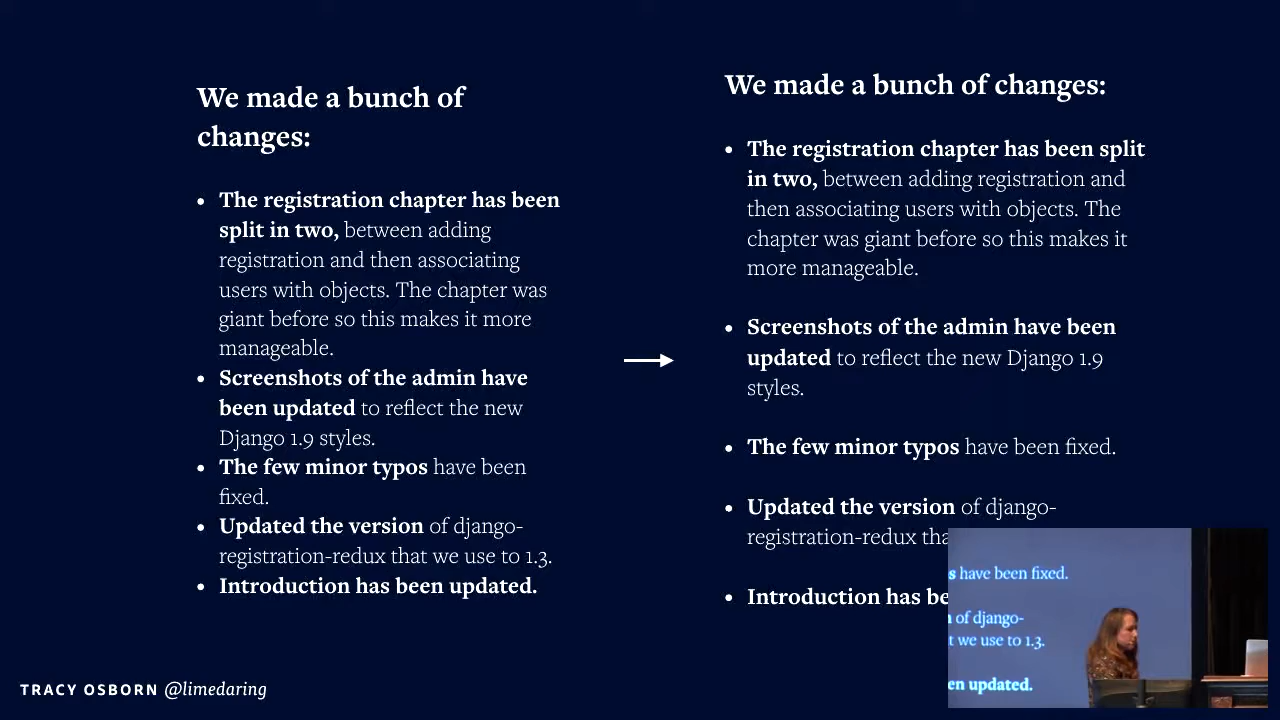 We made a bunch of
changes:
• The registration chapter has been
split in two, between adding
registration and then associating
users with objects. The chapter was
giant before so this makes it more
manageable.
• Screenshots of the admin have
been updated to reflect the new
Django 1.9 styles.
• The few minor typos have been
fixed.
• Updated the version of django-
registration-redux that we use to 1.3.
• Introduction has been updated.
We made a bunch of changes:
• The registration chapter has been split
in two, between adding registration and
then associating users with objects. The
chapter was giant before so this makes it
more manageable.
• Screenshots of the admin have been
updated to reflect the new Django 1.9
styles.
• The few minor typos have been fixed.
• Updated the version of django-
registration-redux tha
• Introduction has be
s have been fixed.
n of django-
t we use to 1.3.
en updated.
TRACY OSBORN @limedaring